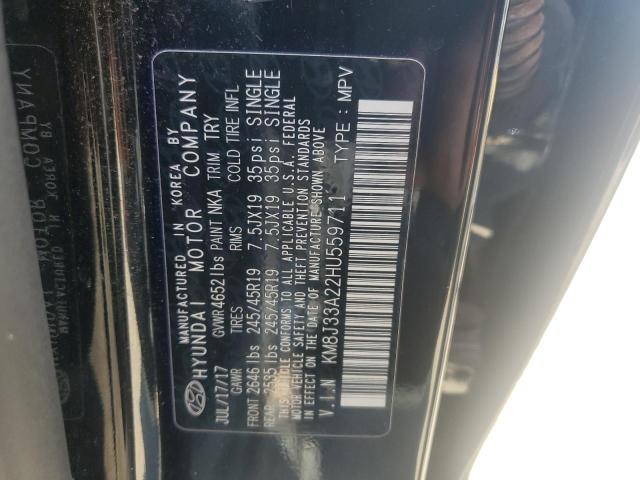 MANUFACTURED IN KOREA BY
HYUNDAI MOTOR COMPANY
JUL/17/17 GVWR4652lbs PAINT NKA TRIM TRY
GAWR TIRES RIMS COLD TIRE INFL
FRONT 2646 lbs 245/45R19 7.5JX19 35psi SINGLE
REAR 2535 lbs 245/45R19 7.5JX19 35psi SINGLE
THIS VEHICLE CONFORMS TO ALL APPLICABLE U.S.A. FEDERAL
MOTOR VEHICLE SAFETY AND THEFT PREVENTION STANDARDS
IN EFFECT ON THE DATE OF MANUFACTURE SHOWN ABOVE.
V.I.N KM8J33A22HU559711 TYPE : MPV